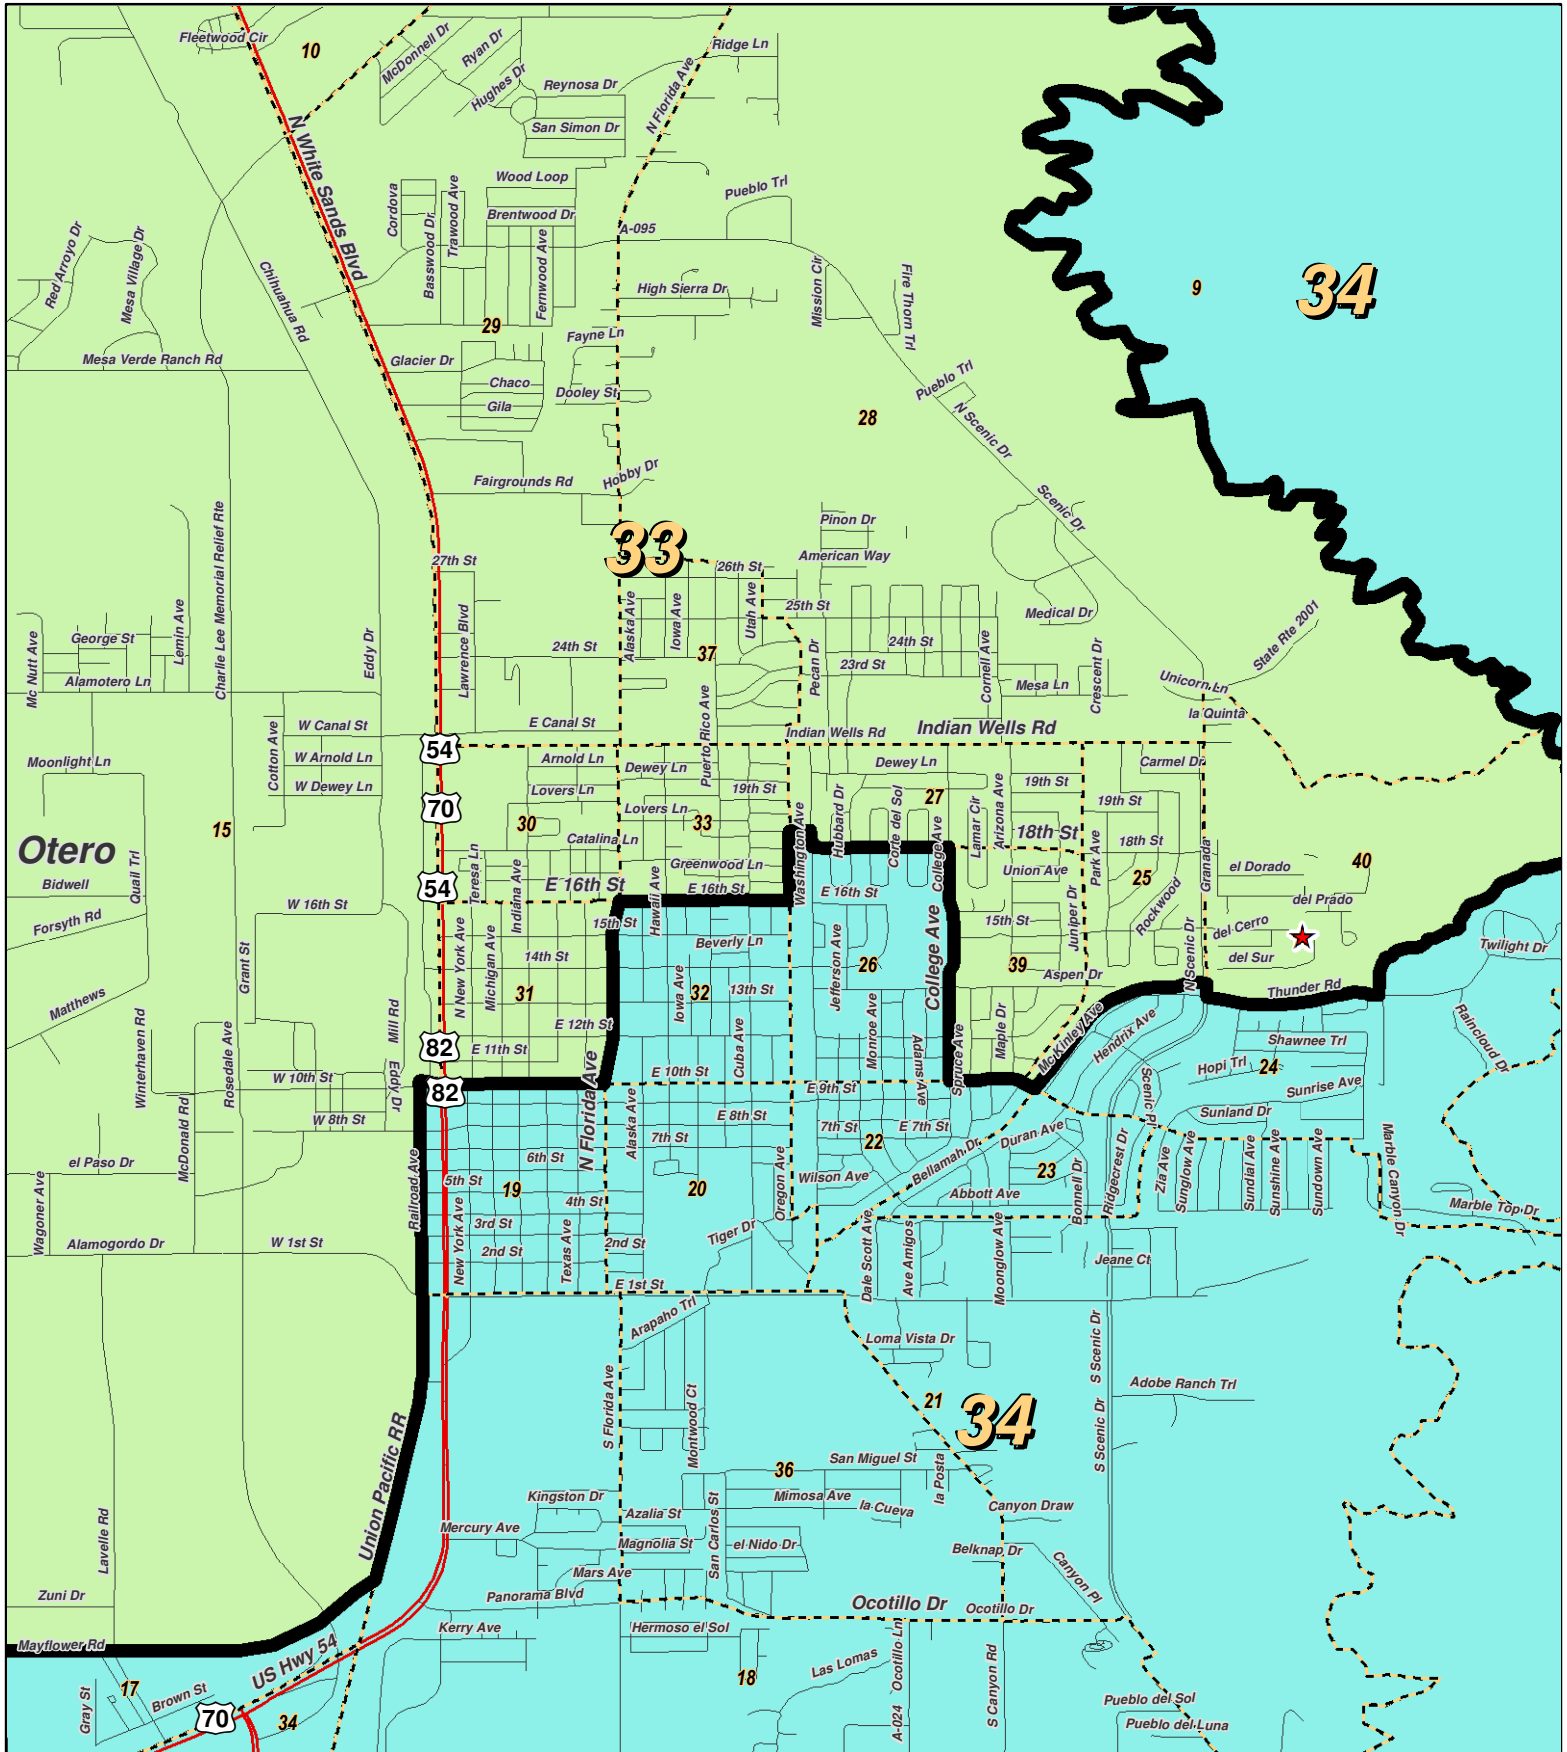 Fleetwood Cir
10
McDonnell Dr
Ryan Dr
Hughes Dr
Reynosa Dr
San Simon Dr
N Florida Ave
Ridge Ln
N White Sands Blvd
Wood Loop
Brentwood Dr
Cordova
Basswood Dr
Trawood Ave
Fernwood Ave
A-095
Pueblo Trl
Red Arroyo Dr
Mesa Village Dr
Chihuahua Rd
High Sierra Dr
Mission Cir
Fire Thorn Trl
9
34
29
Fayne Ln
Mesa Verde Ranch Rd
Glacier Dr
Chaco
Gila
Dooley St
Pueblo Trl
N Scenic Dr
28
Fairgrounds Rd
Hobby Dr
Scenic Dr
Pinon Dr
American Way
33
27th St
26th St
Charlie Lee Memorial Relief Rte
Mc Nutt Ave
George St
Lemin Ave
Alamotero Ln
Eddy Dr
Lawrence Blvd
24th St
Alaska Ave
Iowa Ave
Utah Ave
25th St
37
Pecan Dr
24th St
23rd St
Cornell Ave
Medical Dr
Mesa Ln
Crescent Dr
State Rte 2001
Unicorn Ln
la Quinta
W Canal St
E Canal St
Puerto Rico Ave
Indian Wells Rd
Indian Wells Rd
Cotton Ave
W Arnold Ln
W Dewey Ln
Moonlight Ln
54
Arnold Ln
Dewey Ln
Dewey Ln
Carmel Dr
Lovers Ln
19th St
19th St
19th St
70
Lovers Ln
15
30
33
27
Catalina Ln
Washington Ave
Hubbard Dr
Corte del Sol
College Ave
Lamar Cir
Arizona Ave
18th St
Park Ave
18th St
Otero
Quail Trl
Bidwell
Teresa Ln
Indiana Ave
Greenwood Ln
Union Ave
25
Granada
el Dorado
40
54
E 16th St
E 16th St
E 16th St
Forsyth Rd
W 16th St
Hawaii Ave
15th St
15th St
Juniper Dr
Rockwood
del Prado
del Cerro
del Sur
N New York Ave
Michigan Ave
14th St
Beverly Ln
Jefferson Ave
26
College Ave
39
Aspen Dr
N Scenic Dr
Twilight Dr
Grant St
Matthews
31
Iowa Ave
32
13th St
Thunder Rd
Winterhaven Rd
Rosedale Ave
Mill Rd
E 12th St
E 11th St
82
Cuba Ave
Monroe Ave
Adams Ave
Spruce Ave
Maple Dr
Mc Kinley Ave
Hendrix Ave
Shawnee Trl
Raincloud Dr
W 10th St
Eddy Dr
82
N Florida Ave
E 10th St
E 9th St
Scenic Pl
Hopi Trl
24
Sunrise Ave
McDonald Rd
W 8th St
Alaska Ave
E 8th St
Sunland Dr
7th St
7th St
E 7th St
22
Bellamah Dr
Duran Ave
el Paso Dr
6th St
5th St
19
4th St
20
Oregon Ave
Wilson Ave
23
Abbott Ave
Bonnell Dr
Ridgecrest Dr
Zia Ave
Sunglow Ave
Sundial Ave
Sunshine Ave
Sundown Ave
Marble Canyon Dr
Marble Top Dr
Wagoner Ave
Railroad Ave
New York Ave
3rd St
Texas Ave
Tiger Dr
Dale Scott Ave
Ave Amigos
Moonglow Ave
Jeane Ct
Alamogordo Dr
W 1st St
2nd St
2nd St
E 1st St
Arapaho Trl
Loma Vista Dr
S Scenic Dr
S Florida Ave
Montwood Ct
21
34
Adobe Ranch Trl
Union Pacific RR
36
San Miguel St
la Posta
S Scenic Dr
Lavelle Rd
Kingston Dr
Mimosa Ave
la Cueva
Canyon Draw
Mercury Ave
Azalia St
San Carlos St
Magnolia St
el Nido Dr
Belknap Dr
Canyon Pl
Mars Ave
Zuni Dr
Panorama Blvd
Ocotillo Dr
Ocotillo Dr
Mayflower Rd
Kerry Ave
Hermoso el Sol
US Hwy 54
Ocotillo Ln
Las Lomas
17
Gray St
Brown St
70
34
18
A-024
S Canyon Rd
Pueblo del Sol
Pueblo del Luna